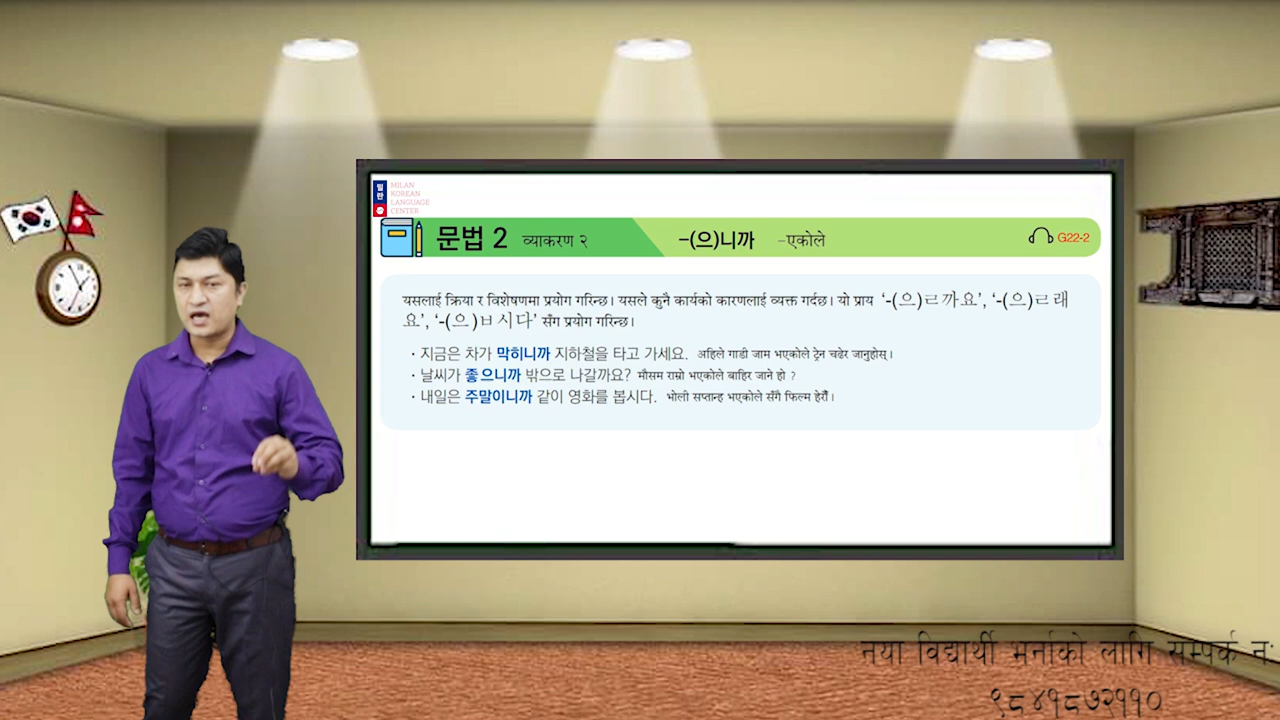 밀란
MILAN
KOREAN
LANGUAGE
CENTER
문법 2 व्याकरण २ -(으)니까 -एकोले G22-2
यसलाई क्रिया र विशेषणमा प्रयोग गरिन्छ। यसले कुनै कार्यको कारणलाई व्यक्त गर्दछ। यो प्राय '-(으)ㄹ까요', '-(으)ㄹ래
요', '-(으)ㅂ시다' सँग प्रयोग गरिन्छ।
· 지금은 차가 막히니까 지하철을 타고 가세요. अहिले गाडी जाम भएकोले ट्रेन चढेर जानुहोस्।
· 날씨가 좋으니까 밖으로 나갈까요? मौसम राम्रो भएकोले बाहिर जाने हो ?
· 내일은 주말이니까 같이 영화를 봅시다. भोली सप्तान्ह भएकोले सँगै फिल्म हेरौँ।
नया विद्यार्थी भर्नाको लागि सम्पर्क नः
९८४१८७२११०